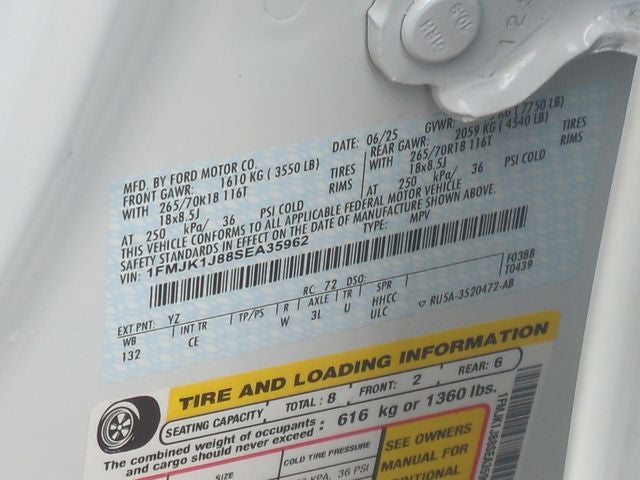 MFD. BY FORD MOTOR CO.
DATE: 06/25
GVWR: KG (7750 LB)
FRONT GAWR: 1610 KG ( 3550 LB)
REAR GAWR: 2059 KG ( 4540 LB)
WITH 265/70R18 116T TIRES
WITH 265/70R18 116T TIRES
18x8.5J RIMS
18x8.5J RIMS
AT 250 kPa/ 36 PSI COLD
AT 250 kPa/ 36 PSI COLD
THIS VEHICLE CONFORMS TO ALL APPLICABLE FEDERAL MOTOR VEHICLE
SAFETY STANDARDS IN EFFECT ON THE DATE OF MANUFACTURE SHOWN ABOVE.
VIN: 1FMJK1J88SEA35962
TYPE: MPV
EXT PNT: YZ
RC: 72 DSO:
F0388
T0439
WB
INT TR
TP/PS
R
AXLE
TR
SPR
132
CE
W
3L
U
HHCC
ULC
RU5A-3520472-AB
TIRE AND LOADING INFORMATION
SEATING CAPACITY
TOTAL: 8
FRONT: 2
REAR: 6
The combined weight of occupants
and cargo should never exceed : 616 kg or 1360 lbs.
SIZE
COLD TIRE PRESSURE
KPA, 36 PSI
SEE OWNERS
MANUAL FOR